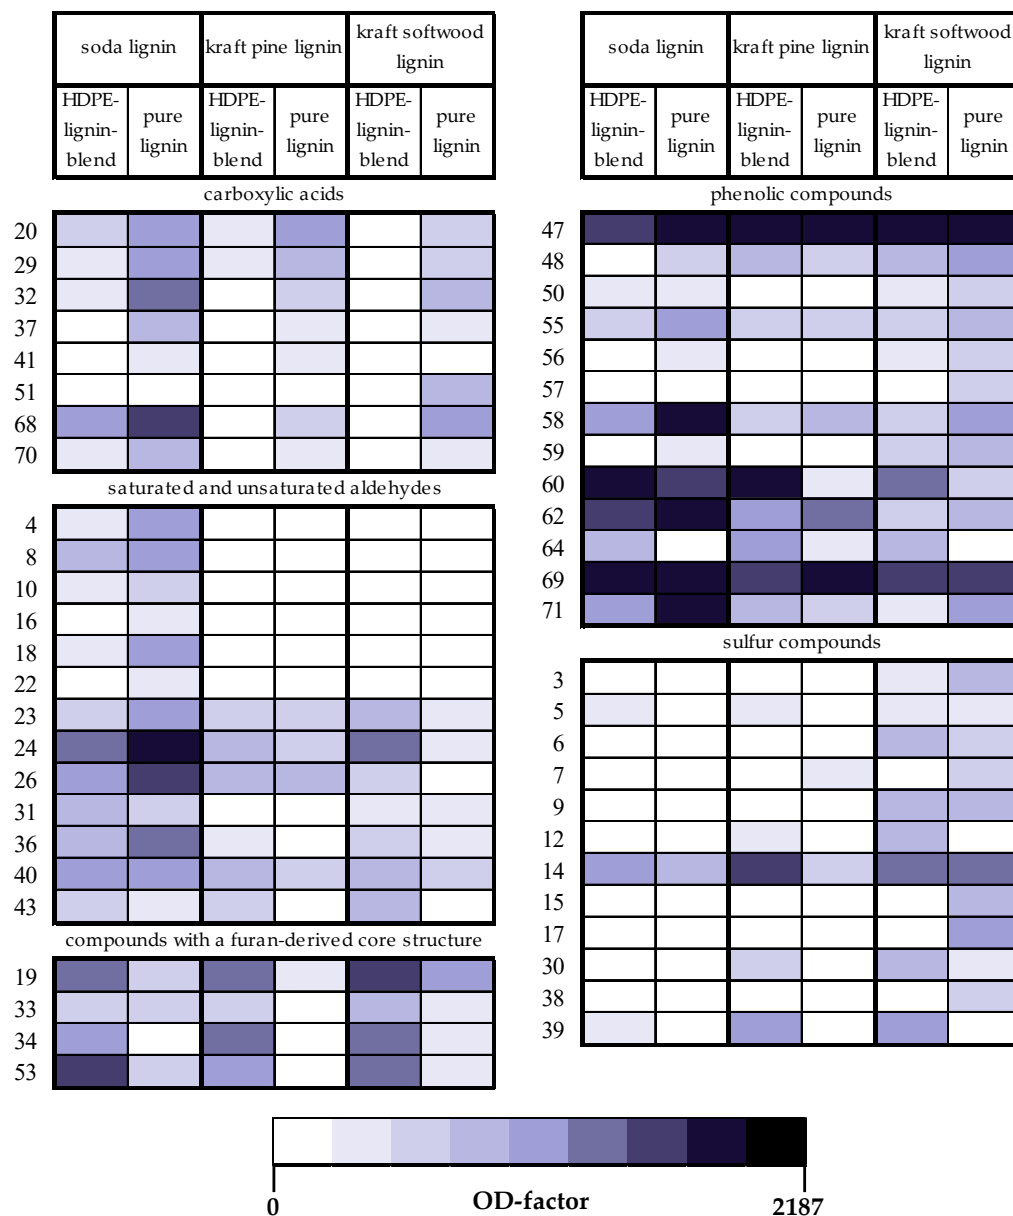 soda lignin kraft pine lignin kraft softwood
lignin
HDPE-
lignin-
blend pure
lignin HDPE-
lignin-
blend pure
lignin HDPE-
lignin-
blend pure
lignin
carboxylic acids
20
29
32
37
41
51
68
70
saturated and unsaturated aldehydes
4
8
10
16
18
22
23
24
26
31
36
40
43
compounds with a furan-derived core structure
19
33
34
53
soda lignin kraft pine lignin kraft softwood
lignin
HDPE-
lignin-
blend pure
lignin HDPE-
lignin-
blend pure
lignin HDPE-
lignin-
blend pure
lignin
phenolic compounds
47
48
50
55
56
57
58
59
60
62
64
69
71
sulfur compounds
3
5
6
7
9
12
14
15
17
30
38
39
0 OD-factor 2187